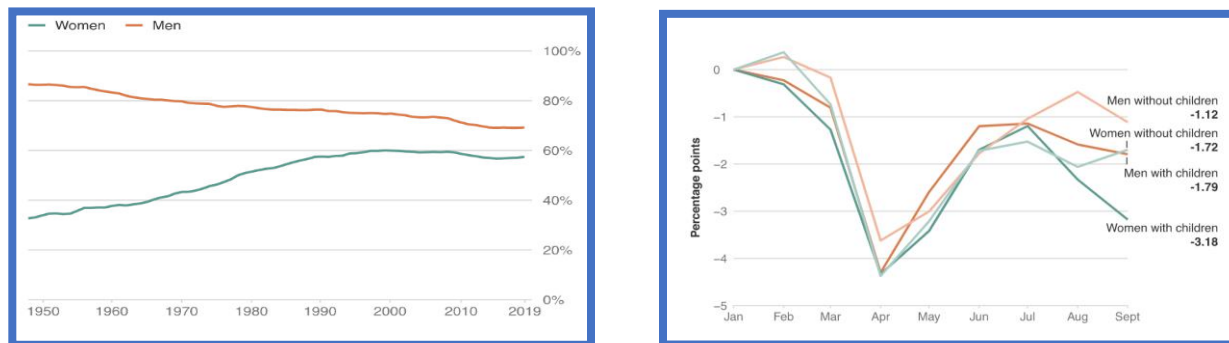 Women Men
100%
80%
60%
40%
20%
0%
1950 1960 1970 1980 1990 2000 2010 2019
Percentage points
0
-1
-2
-3
-4
-5
Jan Feb Mar Apr May Jun Jul Aug Sept
Men without children
-1.12
Women without children
-1.72
Men with children
-1.79
Women with children
-3.18